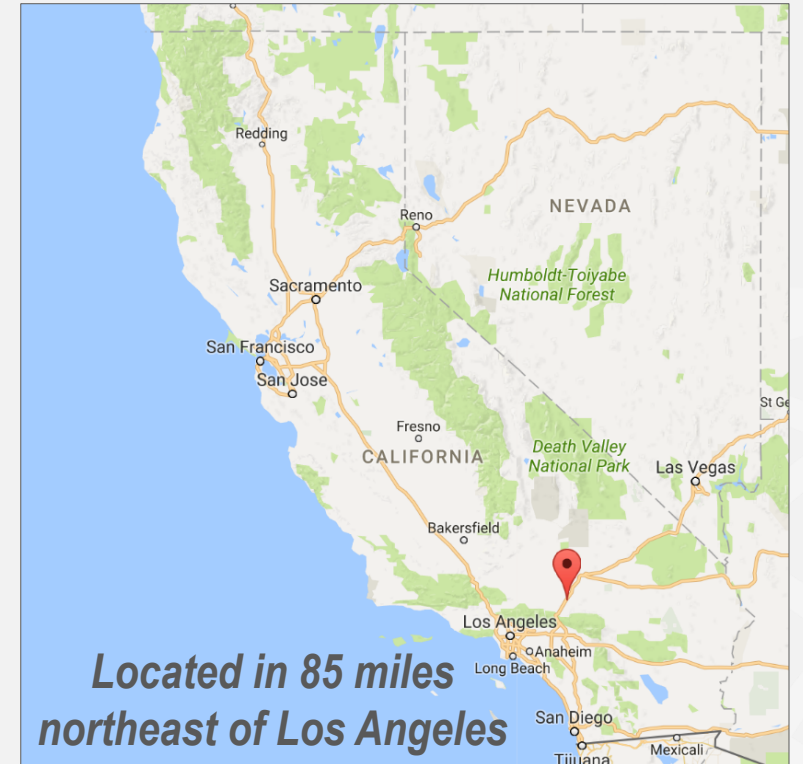 Redding
Reno
NEVADA
Humboldt-Toiyabe
National Forest
Sacramento
San Francisco
San Jose
St Ge
Fresno
CALIFORNIA
Death Valley
National Park
Las Vegas
Bakersfield
Los Angeles
Anaheim
Long Beach
San Diego
Tijuana
Mexicali
Located in 85 miles
northeast of Los Angeles